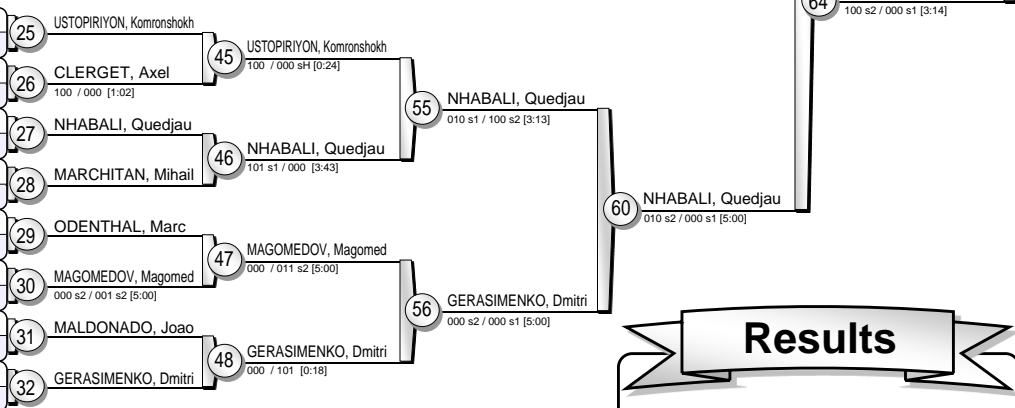 64
100 s2 / 000 s1 [3:14]
25
USTOPIRIYON, Komronshokh
26
CLERGET, Axel
100 / 000 [1:02]
27
NHABALI, Quedjau
28
MARCHITAN, Mihail
29
ODENTHAL, Marc
30
MAGOMEDOV, Magomed
000 s2 / 001 s2 [5:00]
31
MALDONADO, Joao
32
GERASIMENKO, Dmitri
45
USTOPIRIYON, Komronshokh
100 / 000 sH [0:24]
46
NHABALI, Quedjau
101 s1 / 000 [3:43]
47
MAGOMEDOV, Magomed
000 / 011 s2 [5:00]
48
GERASIMENKO, Dmitri
000 / 101 [0:18]
55
NHABALI, Quedjau
010 s1 / 100 s2 [3:13]
56
GERASIMENKO, Dmitri
000 s2 / 000 s1 [5:00]
60
NHABALI, Quedjau
010 s2 / 000 s1 [5:00]
Results